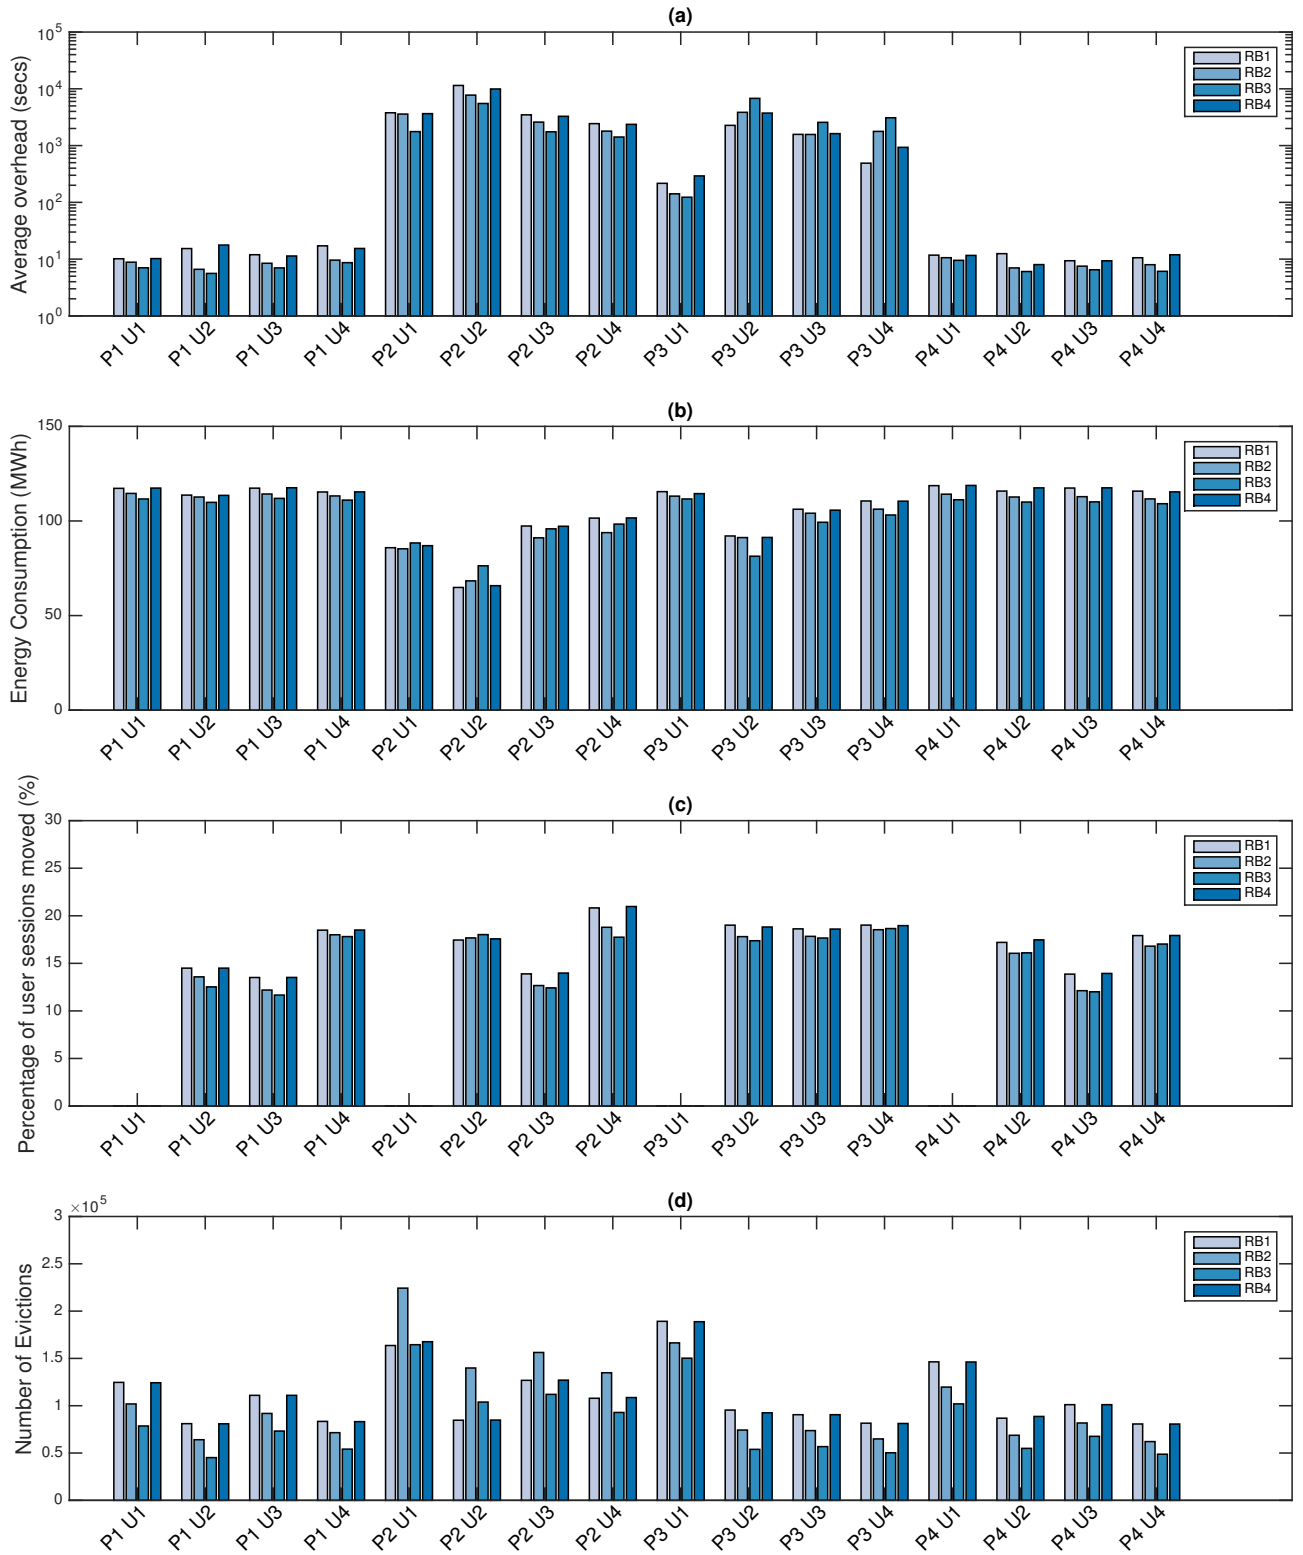 (a)
Average overhead (secs)
10^5
10^4
10^3
10^2
10^1
10^0
RB1
RB2
RB3
RB4
P1 U1 P1 U2 P1 U3 P1 U4 P2 U1 P2 U2 P2 U3 P2 U4 P3 U1 P3 U2 P3 U3 P3 U4 P4 U1 P4 U2 P4 U3 P4 U4
(b)
Energy Consumption (MWh)
150
100
50
0
RB1
RB2
RB3
RB4
P1 U1 P1 U2 P1 U3 P1 U4 P2 U1 P2 U2 P2 U3 P2 U4 P3 U1 P3 U2 P3 U3 P3 U4 P4 U1 P4 U2 P4 U3 P4 U4
(c)
Percentage of user sessions moved (%)
30
25
20
15
10
5
0
RB1
RB2
RB3
RB4
P1 U1 P1 U2 P1 U3 P1 U4 P2 U1 P2 U2 P2 U3 P2 U4 P3 U1 P3 U2 P3 U3 P3 U4 P4 U1 P4 U2 P4 U3 P4 U4
(d)
×10^5
Number of Evictions
3
2.5
2
1.5
1
0.5
0
RB1
RB2
RB3
RB4
P1 U1 P1 U2 P1 U3 P1 U4 P2 U1 P2 U2 P2 U3 P2 U4 P3 U1 P3 U2 P3 U3 P3 U4 P4 U1 P4 U2 P4 U3 P4 U4